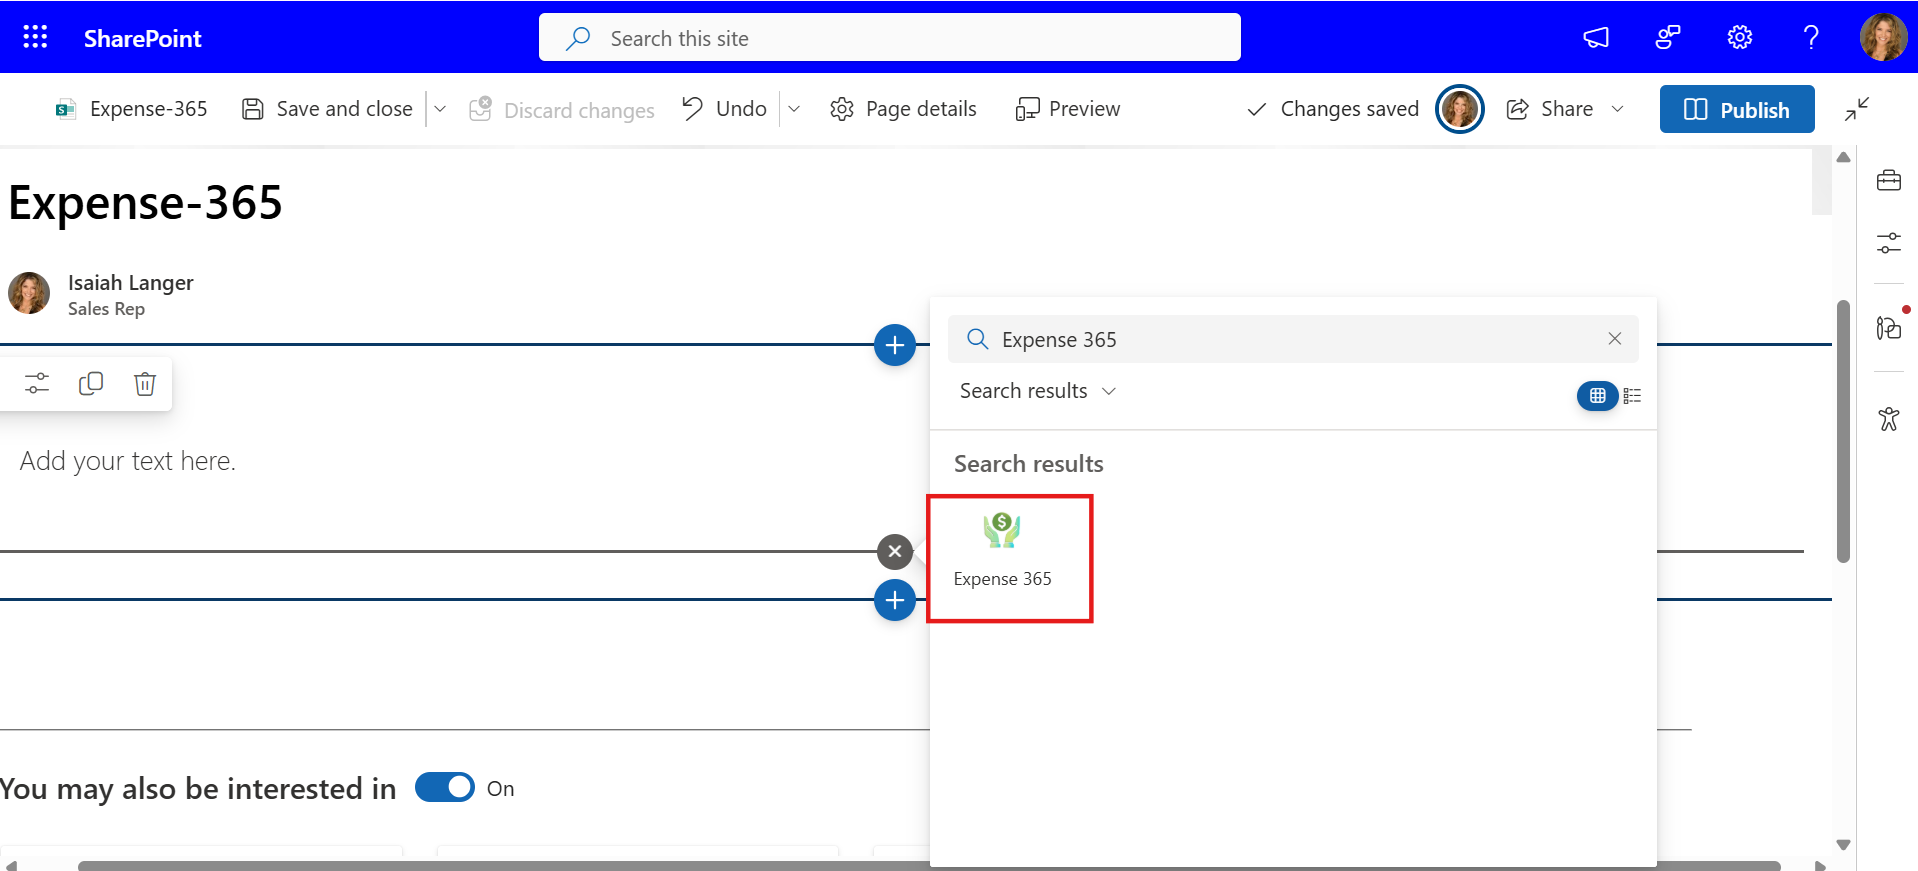 SharePoint
Search this site
Expense-365
Save and close
Discard changes
Undo
Page details
Preview
Changes saved
Share
Publish
Expense-365
Isaiah Langer
Sales Rep
Expense 365
Search results
Search results
Expense 365
Add your text here.
You may also be interested in
On